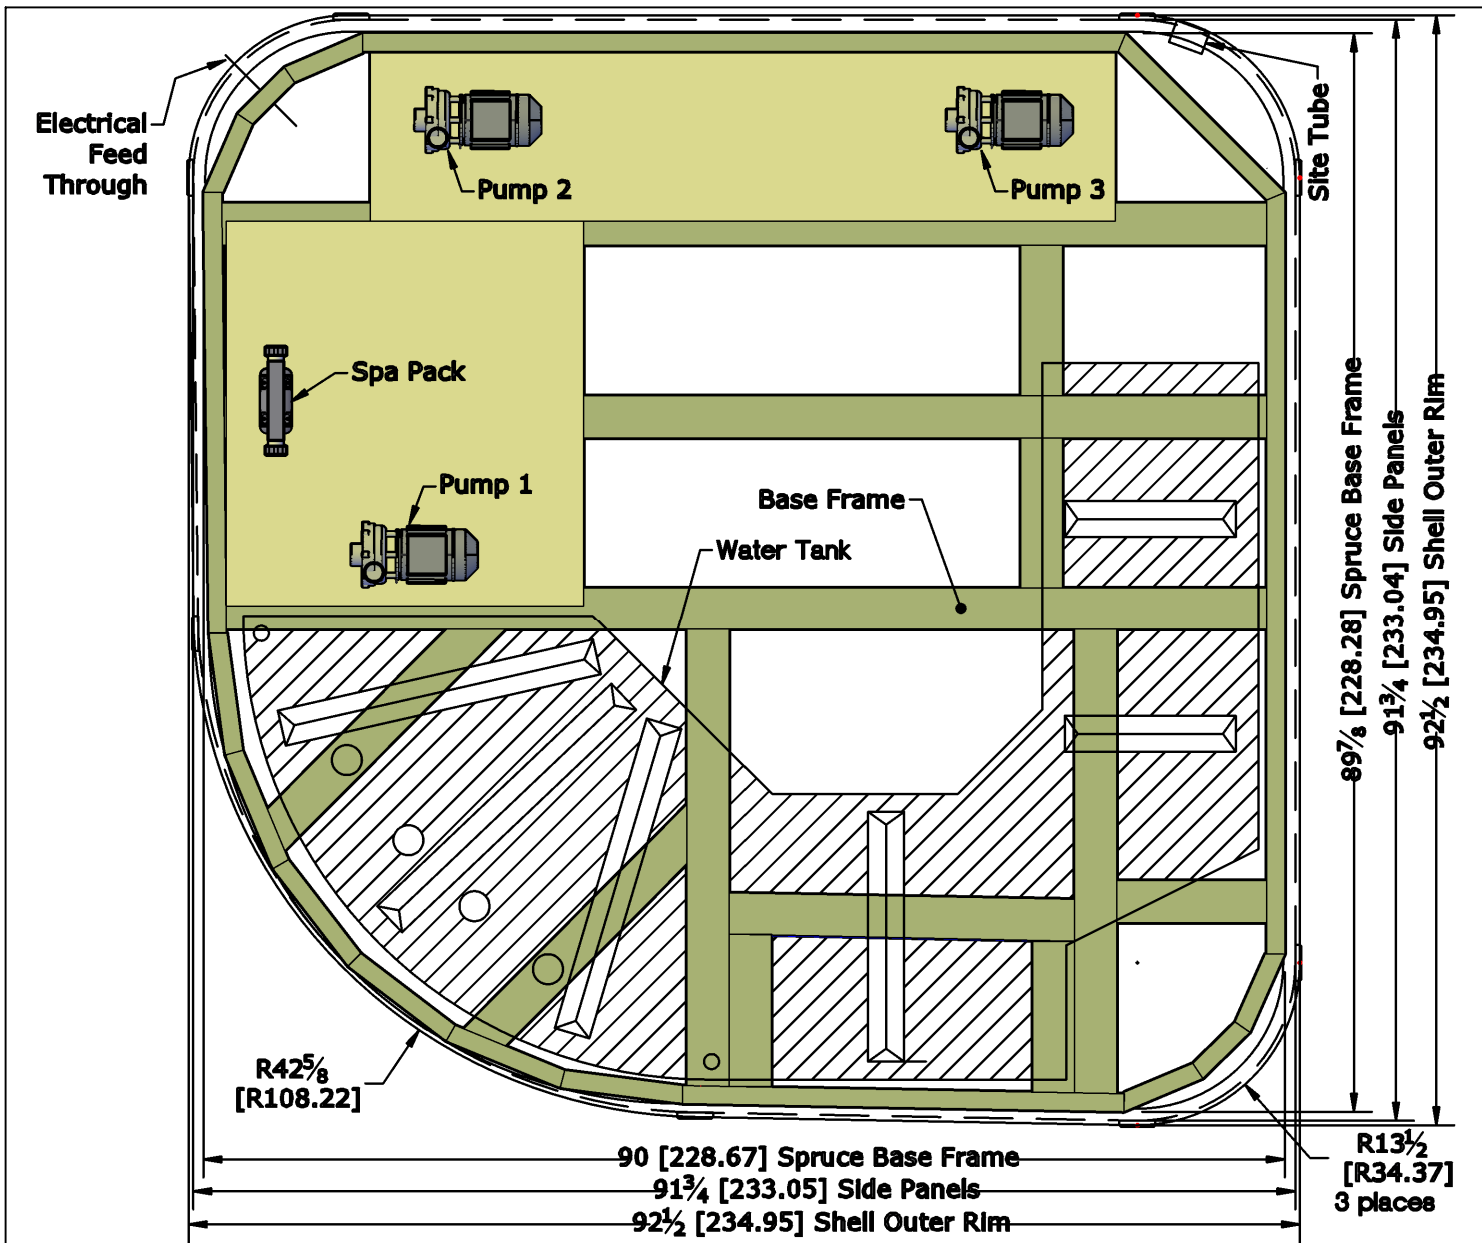 Electrical
Feed
Through
Pump 2
Pump 3
Site Tube
Spa Pack
Pump 1
Base Frame
Water Tank
89⅞ [228.28] Spruce Base Frame
91¾ [233.04] Side Panels
92½ [234.95] Shell Outer Rim
R42⅝
[R108.22]
R13½
[R34.37]
3 places
90 [228.67] Spruce Base Frame
91¾ [233.05] Side Panels
92½ [234.95] Shell Outer Rim